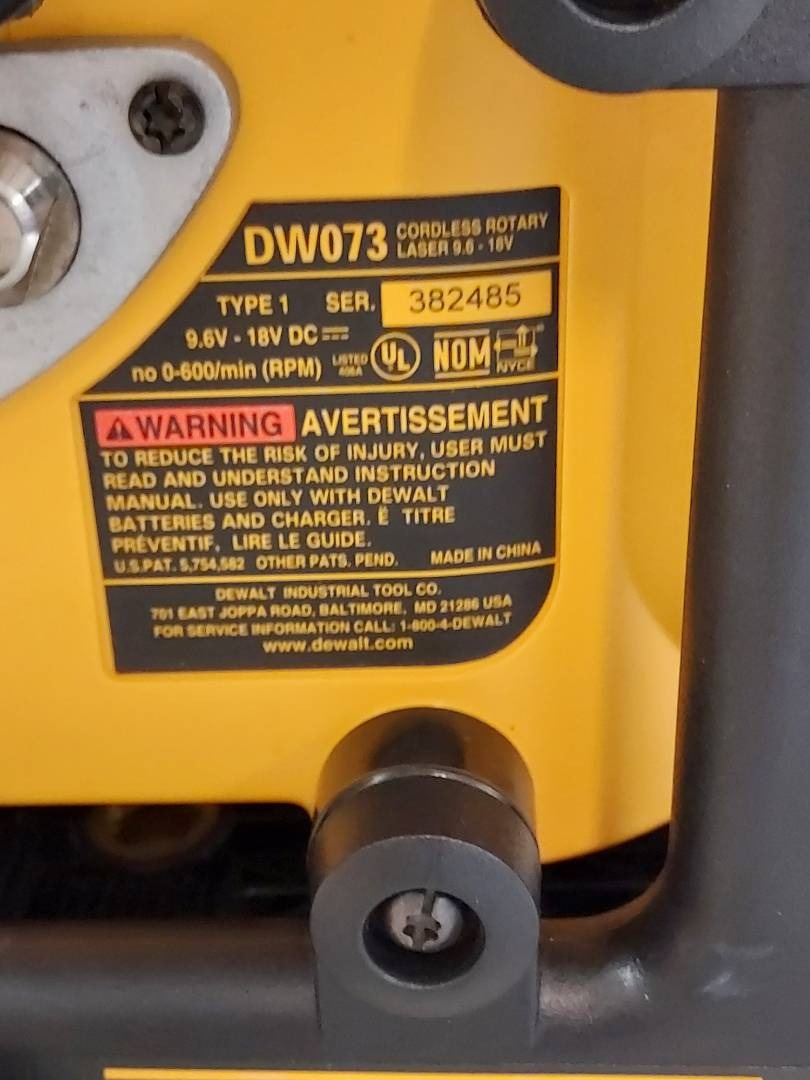 DW073 CORDLESS ROTARY
LASER 9.6 - 18V
TYPE 1 SER. 382485
9.6V - 18V DC
no 0-600/min (RPM) LISTED UL NOM NYCE
WARNING AVERTISSEMENT
TO REDUCE THE RISK OF INJURY, USER MUST
READ AND UNDERSTAND INSTRUCTION
MANUAL. USE ONLY WITH DEWALT
BATTERIES AND CHARGER. Ë TITRE
PRÉVENTIF, LIRE LE GUIDE.
U.S.PAT. 5,754,582 OTHER PATS. PEND. MADE IN CHINA
DEWALT INDUSTRIAL TOOL CO.
701 EAST JOPPA ROAD, BALTIMORE, MD 21286 USA
FOR SERVICE INFORMATION CALL: 1-800-4-DEWALT
www.dewalt.com